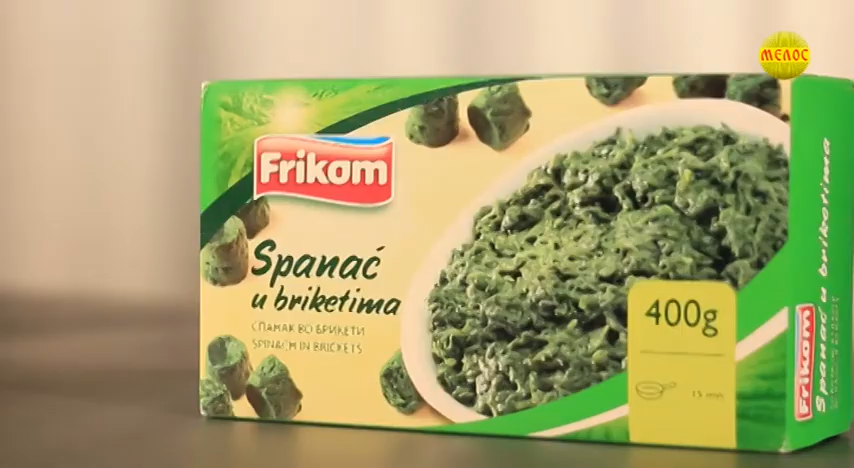 МЕЛОС
Frikom
Spanać
u briketima
СПАНАК ВО БРИКЕТИ
SPINACH IN BRICKETS
400g
15 min
Frikom
Spanać u briketima